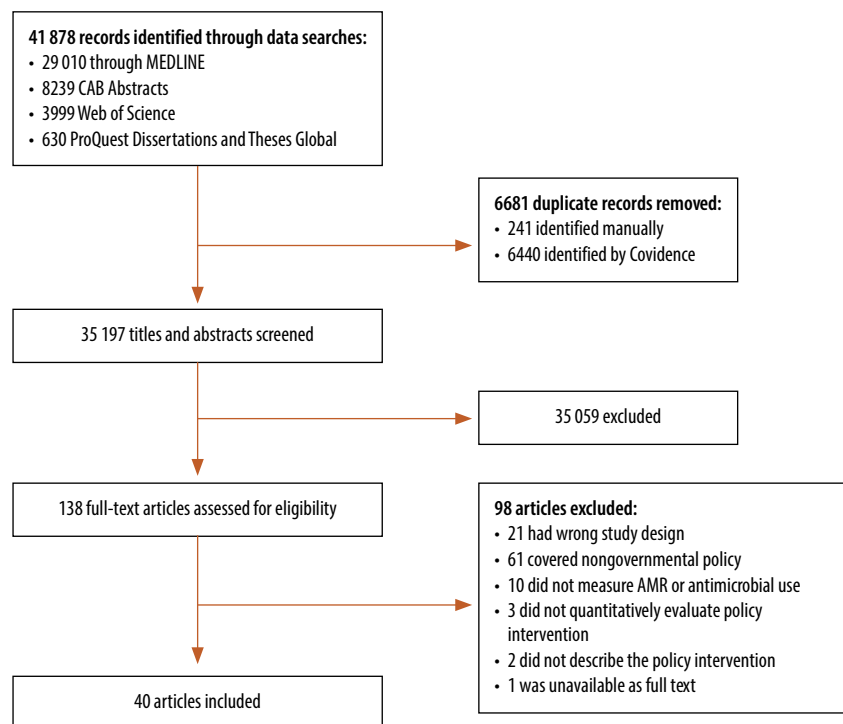 41 878 records identified through data searches:
• 29 010 through MEDLINE
• 8239 CAB Abstracts
• 3999 Web of Science
• 630 ProQuest Dissertations and Theses Global
6681 duplicate records removed:
• 241 identified manually
• 6440 identified by Covidence
35 197 titles and abstracts screened
35 059 excluded
138 full-text articles assessed for eligibility
98 articles excluded:
• 21 had wrong study design
• 61 covered nongovernmental policy
• 10 did not measure AMR or antimicrobial use
• 3 did not quantitatively evaluate policy
intervention
• 2 did not describe the policy intervention
• 1 was unavailable as full text
40 articles included